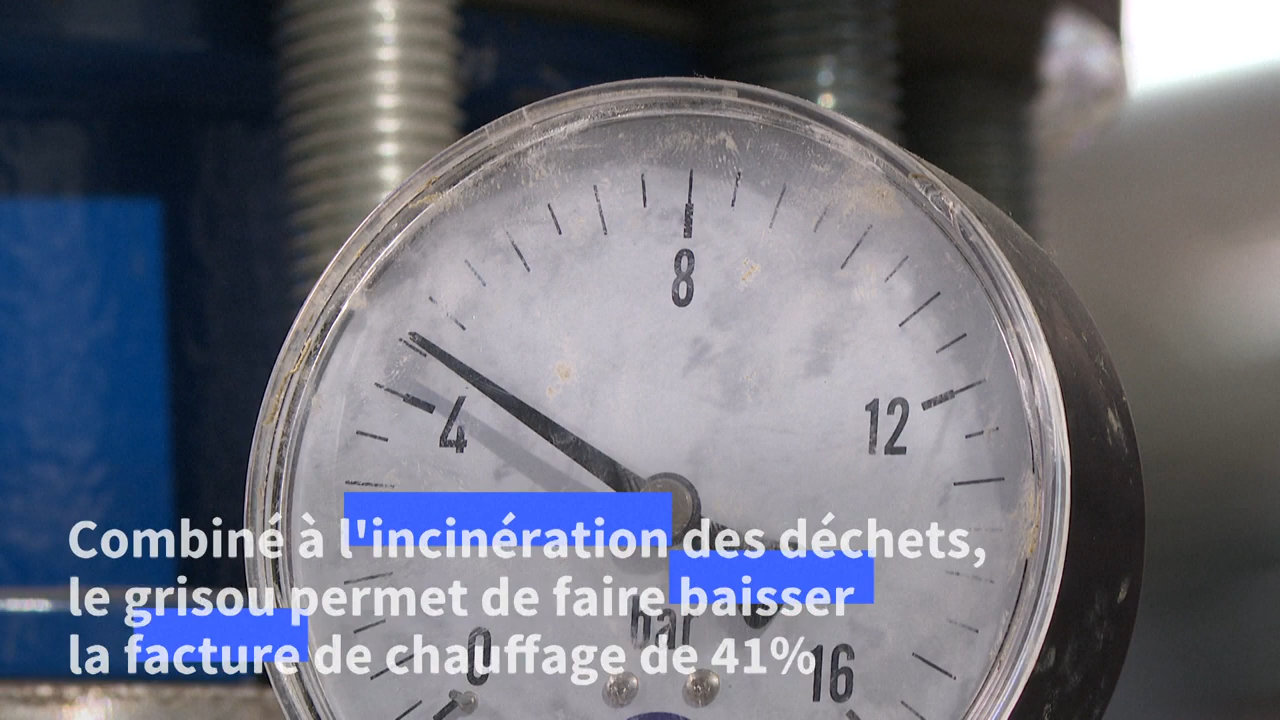 8
4
12
Combiné à l'incinération des déchets,
le grisou permet de faire baisser
bar
la facture de chauffage de 41%
0
16